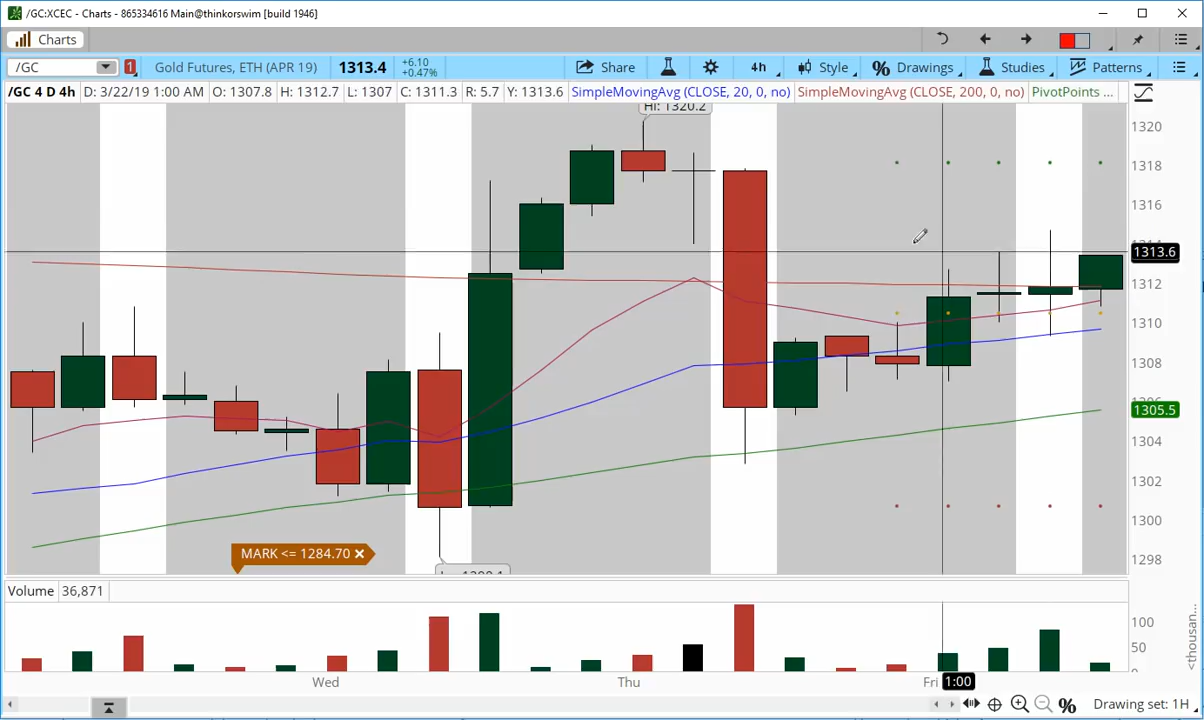 /GC:XCEC - Charts - 865334616 Main@thinkorswim [build 1946]
Charts
/GC 1 Gold Futures, ETH (APR 19) 1313.4 +6.10 +0.47% Share 4h Style Drawings Studies Patterns
/GC 4 D 4h D: 3/22/19 1:00 AM O: 1307.8 H: 1312.7 L: 1307 C: 1311.3 R: 5.7 Y: 1313.6 SimpleMovingAvg (CLOSE, 20, 0, no) SimpleMovingAvg (CLOSE, 200, 0, no) PivotPoints ...
Hi: 1320.2
1320
1318
1316
1313.6
1312
1310
1308
1305.5
1304
1302
1300
1298
MARK <= 1284.70
Volume 36,871
100
50
<thousan...
Wed Thu Fri 1:00
Drawing set: 1H